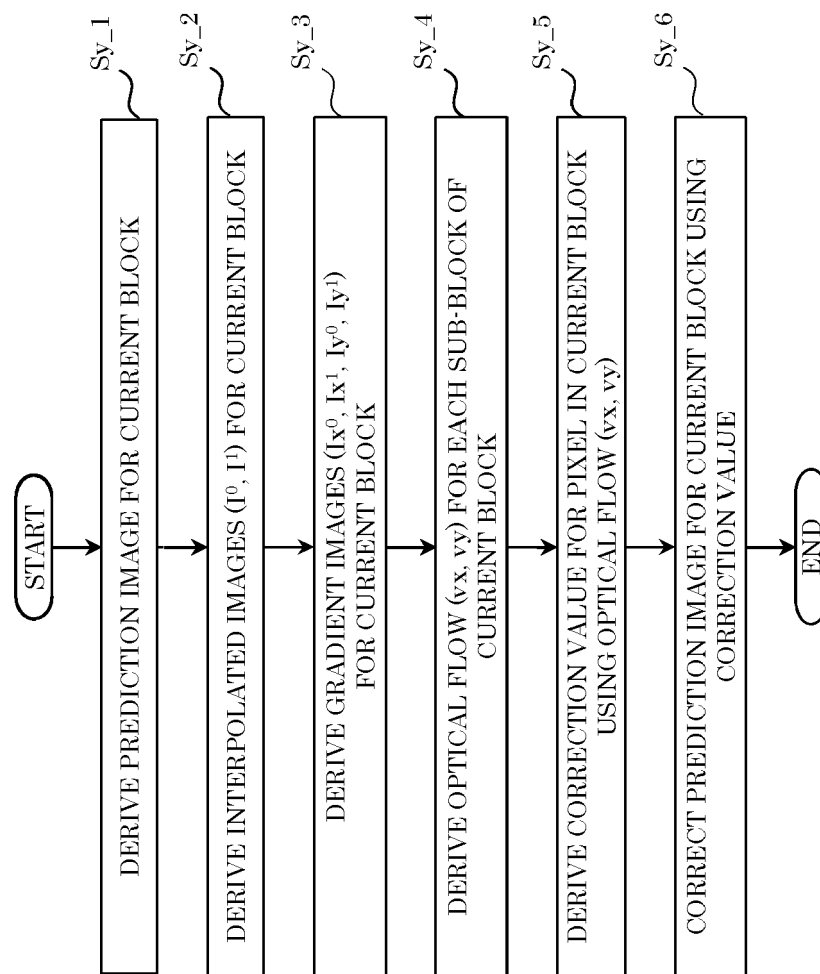 START
Sy_1
DERIVE PREDICTION IMAGE FOR CURRENT BLOCK
Sy_2
DERIVE INTERPOLATED IMAGES (I⁰, I¹) FOR CURRENT BLOCK
Sy_3
DERIVE GRADIENT IMAGES (Ix⁰, Ix¹, Iy⁰, Iy¹)
FOR CURRENT BLOCK
Sy_4
DERIVE OPTICAL FLOW (vx, vy) FOR EACH SUB-BLOCK OF
CURRENT BLOCK
Sy_5
DERIVE CORRECTION VALUE FOR PIXEL IN CURRENT BLOCK
USING OPTICAL FLOW (vx, vy)
Sy_6
CORRECT PREDICTION IMAGE FOR CURRENT BLOCK USING
CORRECTION VALUE
END